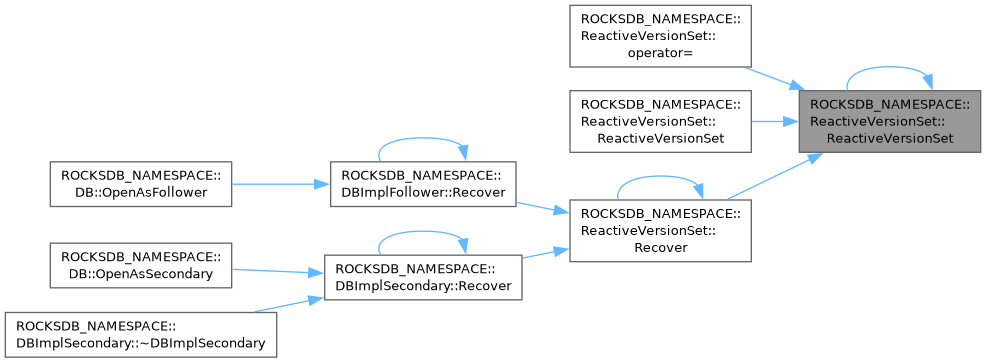 ROCKSDB_NAMESPACE::
ReactiveVersionSet::
operator=
ROCKSDB_NAMESPACE::
ReactiveVersionSet::
ReactiveVersionSet
ROCKSDB_NAMESPACE::
ReactiveVersionSet::
ReactiveVersionSet
ROCKSDB_NAMESPACE::
DB::OpenAsFollower
ROCKSDB_NAMESPACE::
DBImplFollower::Recover
ROCKSDB_NAMESPACE::
ReactiveVersionSet::
Recover
ROCKSDB_NAMESPACE::
DB::OpenAsSecondary
ROCKSDB_NAMESPACE::
DBImplSecondary::Recover
ROCKSDB_NAMESPACE::
DBImplSecondary::~DBImplSecondary